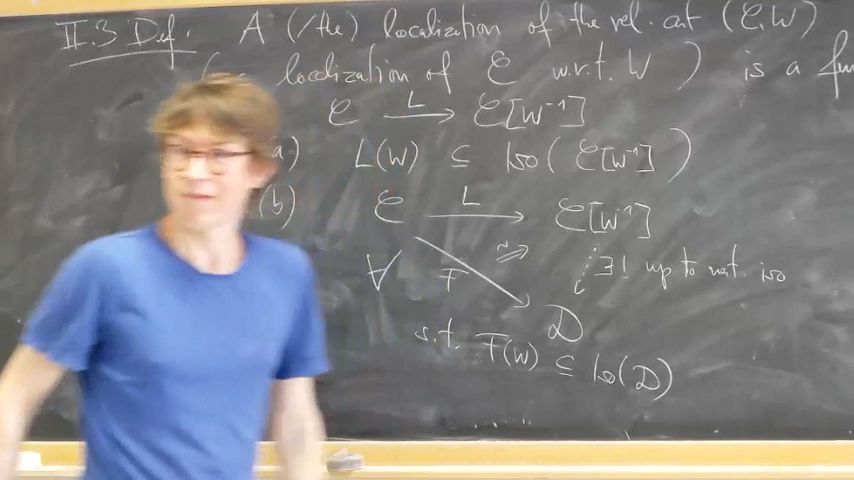 II.3 Def. A (/the) localization of the rel. cat (C,W)
localization of C w.r.t. W ) is a fun
C L→ C[W⁻¹]
a) L(W) ⊆ Iso( C[W⁻¹] )
(b) C L→ C[W⁻¹]
∀ F ≃⇒ ∃! up to nat. iso
D
s.t. F(W) ⊆ Iso(D)